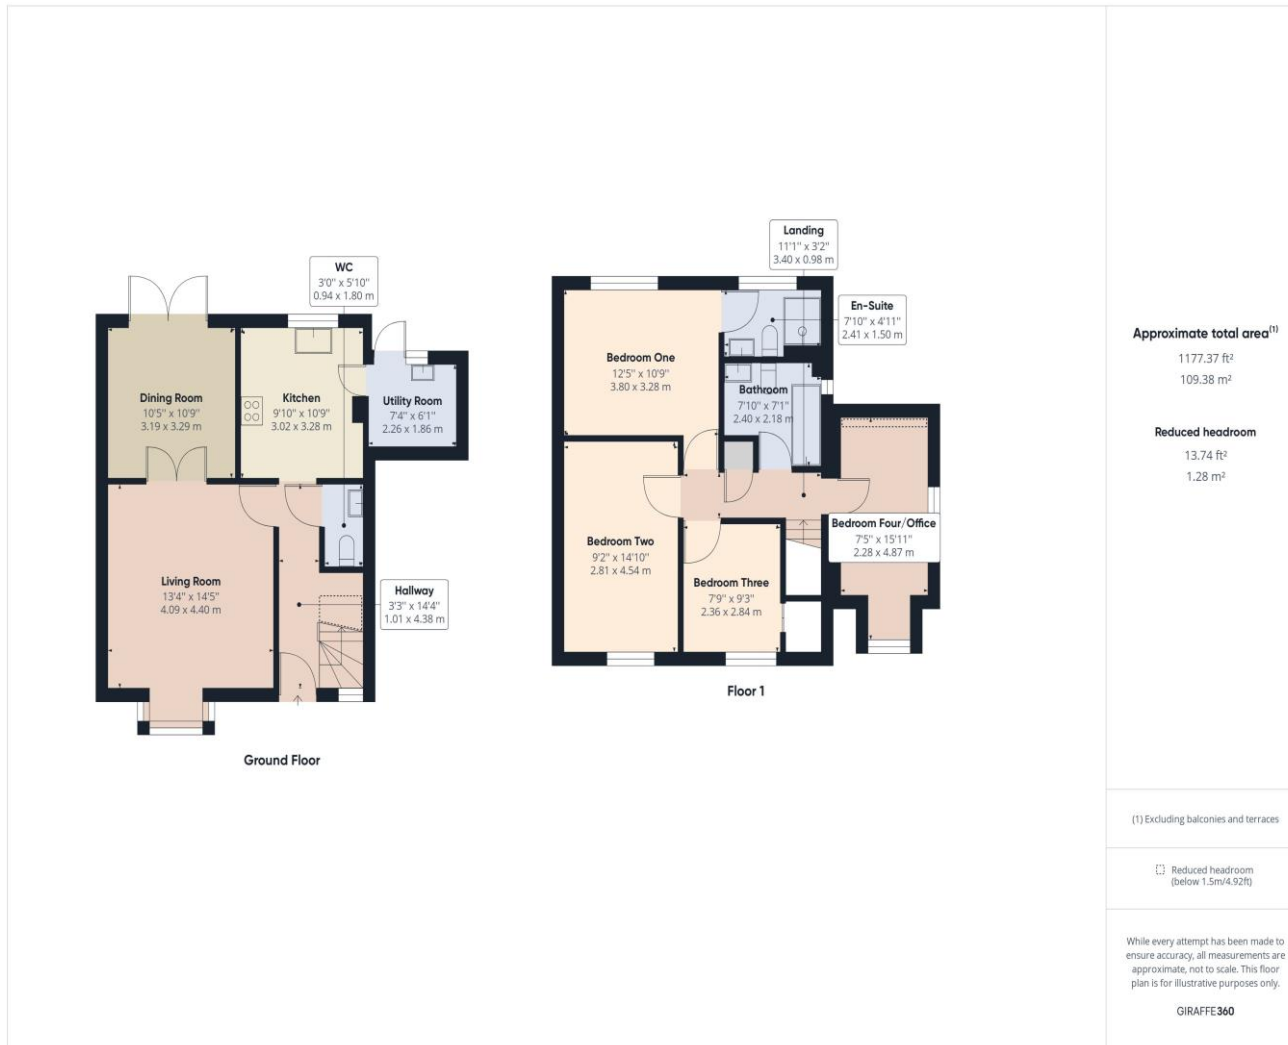 WC
3'0" x 5'10"
0.94 x 1.80 m
Dining Room
10'5" x 10'9"
3.19 x 3.29 m
Kitchen
9'10" x 10'9"
3.02 x 3.28 m
Utility Room
7'4" x 6'1"
2.26 x 1.86 m
Living Room
13'4" x 14'5"
4.09 x 4.40 m
Hallway
3'3" x 14'4"
1.01 x 4.38 m
Ground Floor
Landing
11'1" x 3'2"
3.40 x 0.98 m
En-Suite
7'10" x 4'11"
2.41 x 1.50 m
Bedroom One
12'5" x 10'9"
3.80 x 3.28 m
Bathroom
7'10" x 7'1"
2.40 x 2.18 m
Bedroom Two
9'2" x 14'10"
2.81 x 4.54 m
Bedroom Three
7'9" x 9'3"
2.36 x 2.84 m
Bedroom Four/Office
7'5" x 15'11"
2.28 x 4.87 m
Floor 1
Approximate total area(1)
1177.37 ft²
109.38 m²
Reduced headroom
13.74 ft²
1.28 m²
(1) Excluding balconies and terraces
Reduced headroom
(below 1.5m/4.92ft)
While every attempt has been made to
ensure accuracy, all measurements are
approximate, not to scale. This floor
plan is for illustrative purposes only.
GIRAFFE360